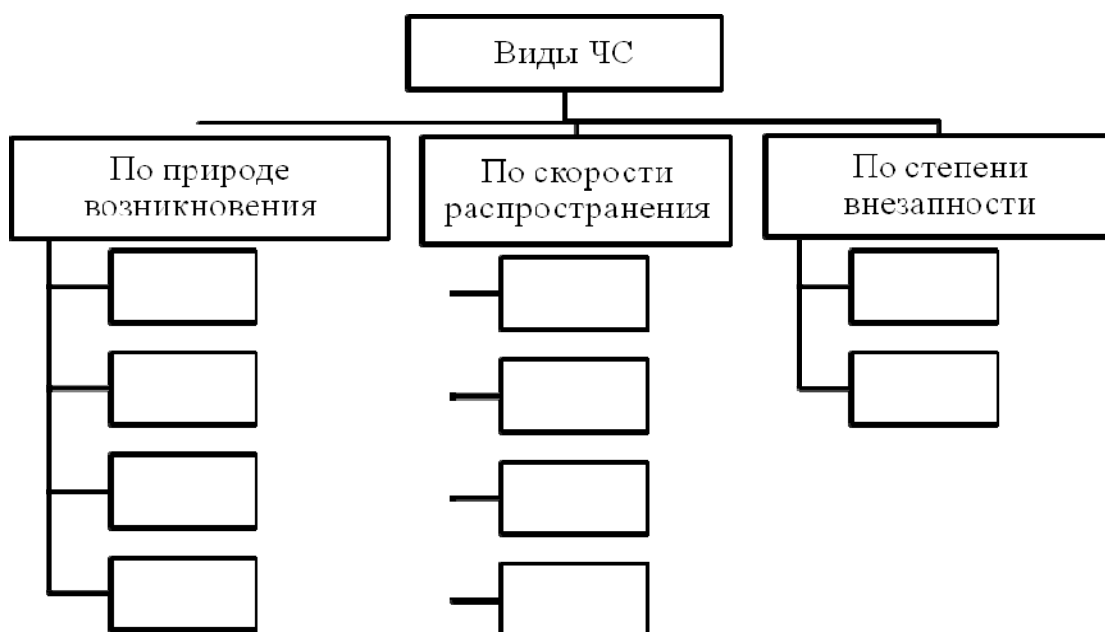 Виды ЧС
По природе
возникновения
По скорости
распространения
По степени
внезапности